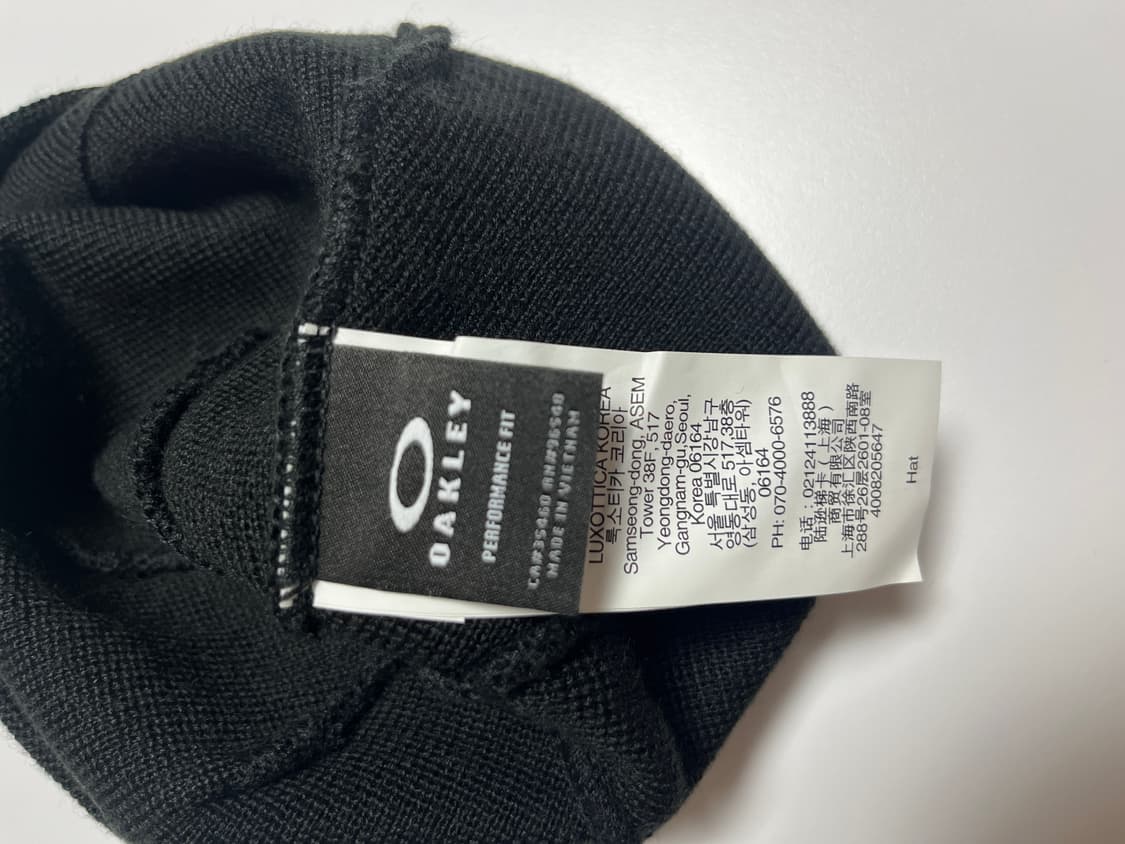 OAKLEY
PERFORMANCE FIT
CA#35460 RN#96548
MADE IN VIETNAM
LUXOTTICA KOREA
룩소티카 코리아
Samseong-dong, ASEM
Tower 38F, 517
Yeongdong-daero,
Gangnam-gu,Seoul,
Korea 06164
서울 특별시강남구
영동대로 517,38층
(삼성동 아셈타워)
06164
PH: 070-4000-6576
电话：02124113888
陆逊梯卡（上海）
商贸有限公司
上海市徐汇区陕西南路
288号26层2601-08室
4008205647
Hat